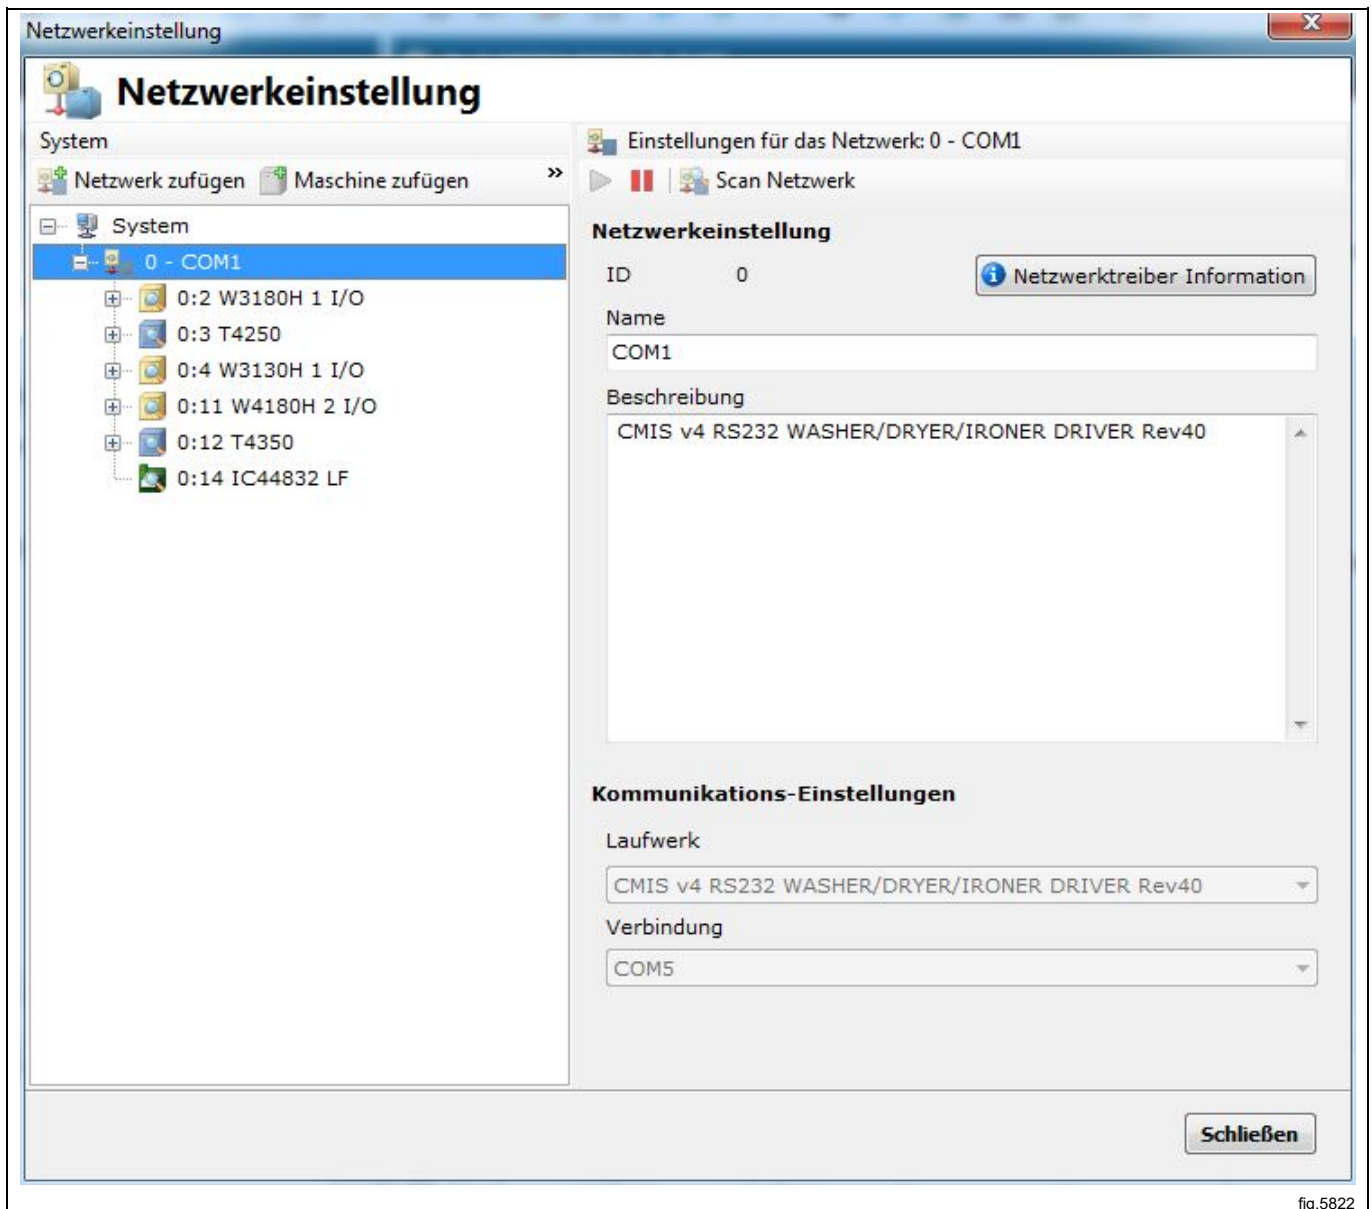 Netzwerkeinstellung
Netzwerkeinstellung
System
Netzwerk zufügen Maschine zufügen »
System
0 - COM1
0:2 W3180H 1 I/O
0:3 T4250
0:4 W3130H 1 I/O
0:11 W4180H 2 I/O
0:12 T4350
0:14 IC44832 LF
Einstellungen für das Netzwerk: 0 - COM1
Scan Netzwerk
Netzwerkeinstellung
ID 0 Netzwerktreiber Information
Name
COM1
Beschreibung
CMIS v4 RS232 WASHER/DRYER/IRONER DRIVER Rev40
Kommunikations-Einstellungen
Laufwerk
CMIS v4 RS232 WASHER/DRYER/IRONER DRIVER Rev40
Verbindung
COM5
Schließen
fig.5822